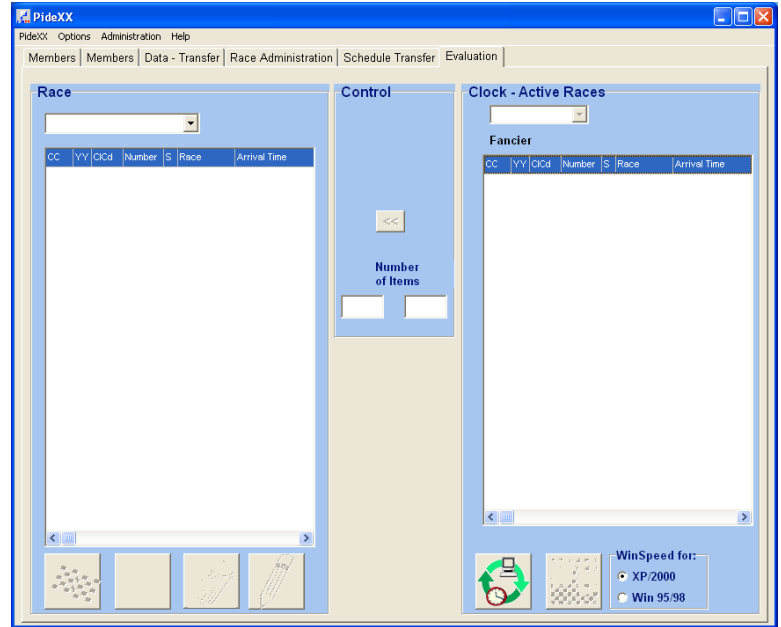 PideXX
PideXX Options Administration Help
Members Members Data - Transfer Race Administration Schedule Transfer Evaluation
Race
CC YY ClCd Number S Race Arrival Time
Control
<<
Number
of Items
Clock - Active Races
Fancier
CC YY ClCd Number S Race Arrival Time
WinSpeed for:
XP/2000
Win 95/98